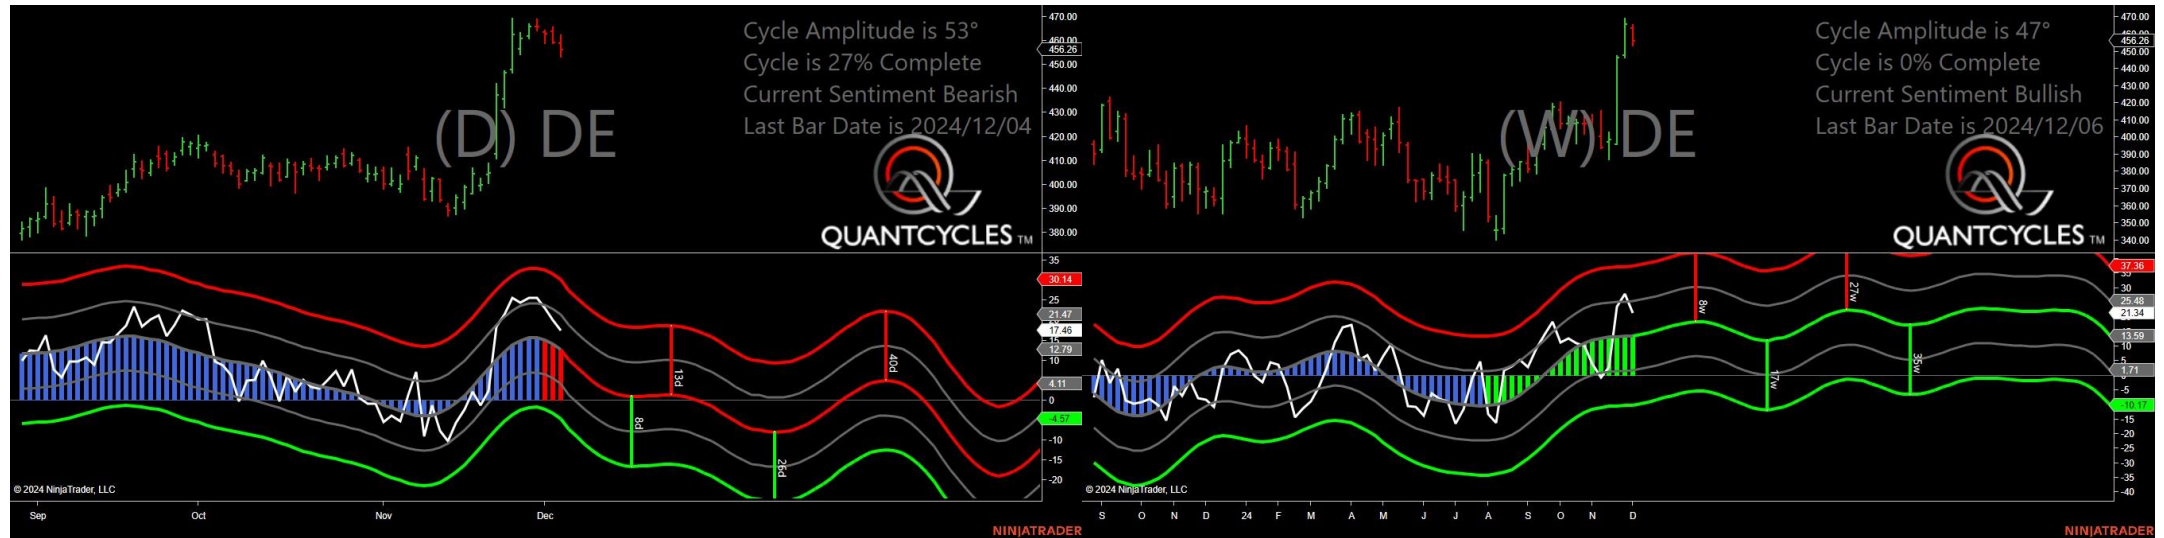 Cycle Amplitude is 53°
Cycle is 27% Complete
Current Sentiment Bearish
Last Bar Date is 2024/12/04
(D) DE
QUANTCYCLES TM
470.00
460.00
456.26
450.00
440.00
430.00
420.00
410.00
400.00
390.00
380.00
35
30.14
25
21.47
17.46
15
12.79
10
4.11
0
-4.57
-10
-15
-20
8d
13d
26d
40d
© 2024 NinjaTrader, LLC
Sep
Oct
Nov
Dec
NINJATRADER
Cycle Amplitude is 47°
Cycle is 0% Complete
Current Sentiment Bullish
Last Bar Date is 2024/12/06
(W) DE
QUANTCYCLES TM
470.00
460.00
456.26
450.00
440.00
430.00
420.00
410.00
400.00
390.00
380.00
370.00
360.00
350.00
340.00
37.36
35
30
25.48
21.34
13.59
10
5
1.71
-5
-10.17
-15
-20
-25
-30
-35
-40
8w
17w
27w
35w
© 2024 NinjaTrader, LLC
S
O
N
D
24
F
M
A
M
J
J
A
S
O
N
D
NINJATRADER